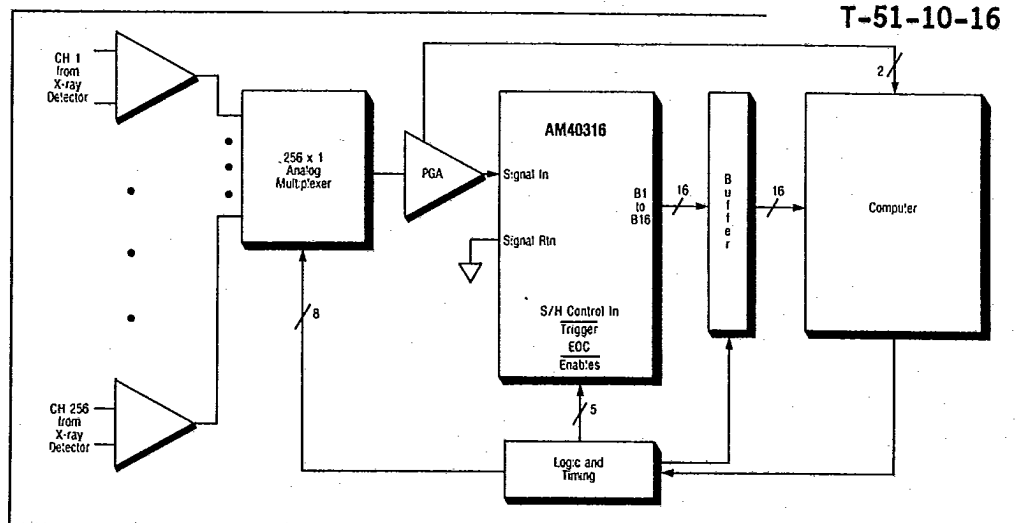 T-51-10-16
CH 1
from
X-ray
Detector
256 x 1
Analog
Multiplexer
PGA
AM40316
Signal In
Signal Rtn
B1
to
B16
S/H Control In
Trigger
EOC
Enables
16
Buffer
16
2
Computer
8
5
CH 256
from
X-ray
Detector
Logic and
Timing